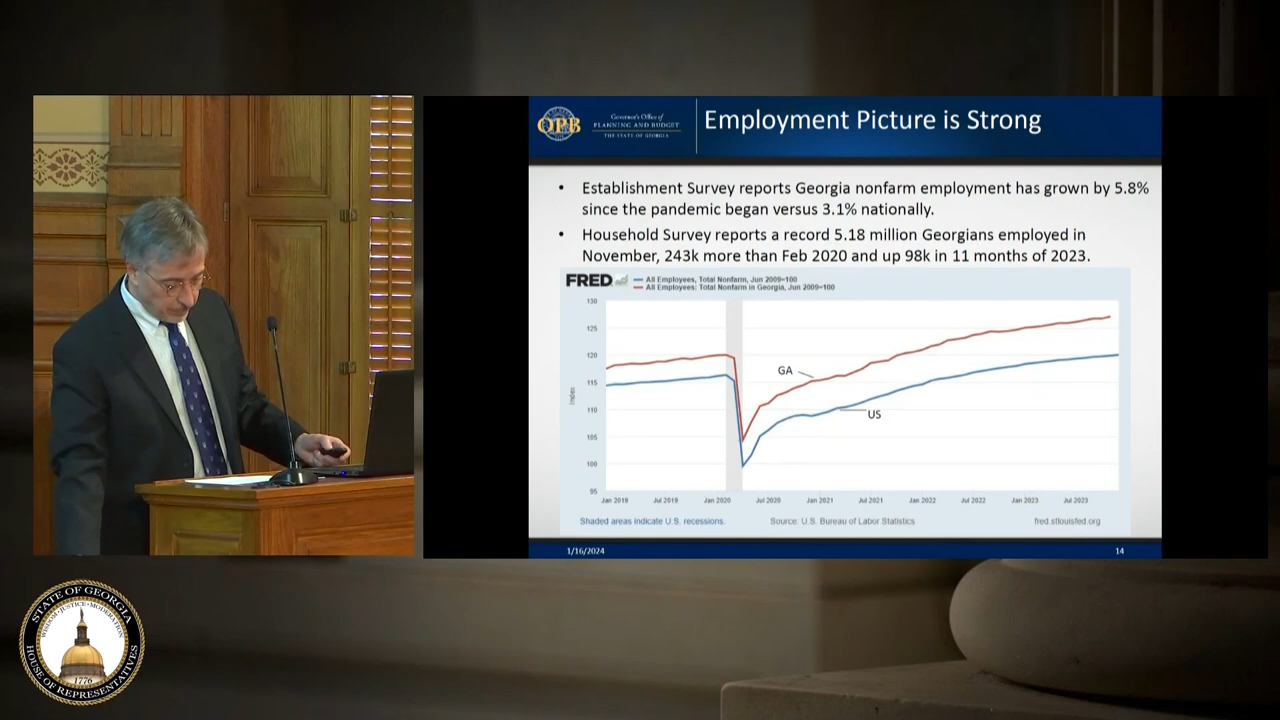 OPB
Governor's Office of
PLANNING AND BUDGET
THE STATE OF GEORGIA
Employment Picture is Strong
• Establishment Survey reports Georgia nonfarm employment has grown by 5.8%
since the pandemic began versus 3.1% nationally.
• Household Survey reports a record 5.18 million Georgians employed in
November, 243k more than Feb 2020 and up 98k in 11 months of 2023.
FRED
All Employees, Total Nonfarm, Jun 2009=100
All Employees: Total Nonfarm in Georgia, Jun 2009=100
130
125
120
115
110
105
100
95
Index
GA
US
Jan 2019 Jul 2019 Jan 2020 Jul 2020 Jan 2021 Jul 2021 Jan 2022 Jul 2022 Jan 2023 Jul 2023
Shaded areas indicate U.S. recessions. Source: U.S. Bureau of Labor Statistics fred.stlouisfed.org
1/16/2024 14
STATE OF GEORGIA
WISDOM • JUSTICE • MODERATION
1776
HOUSE OF REPRESENTATIVES